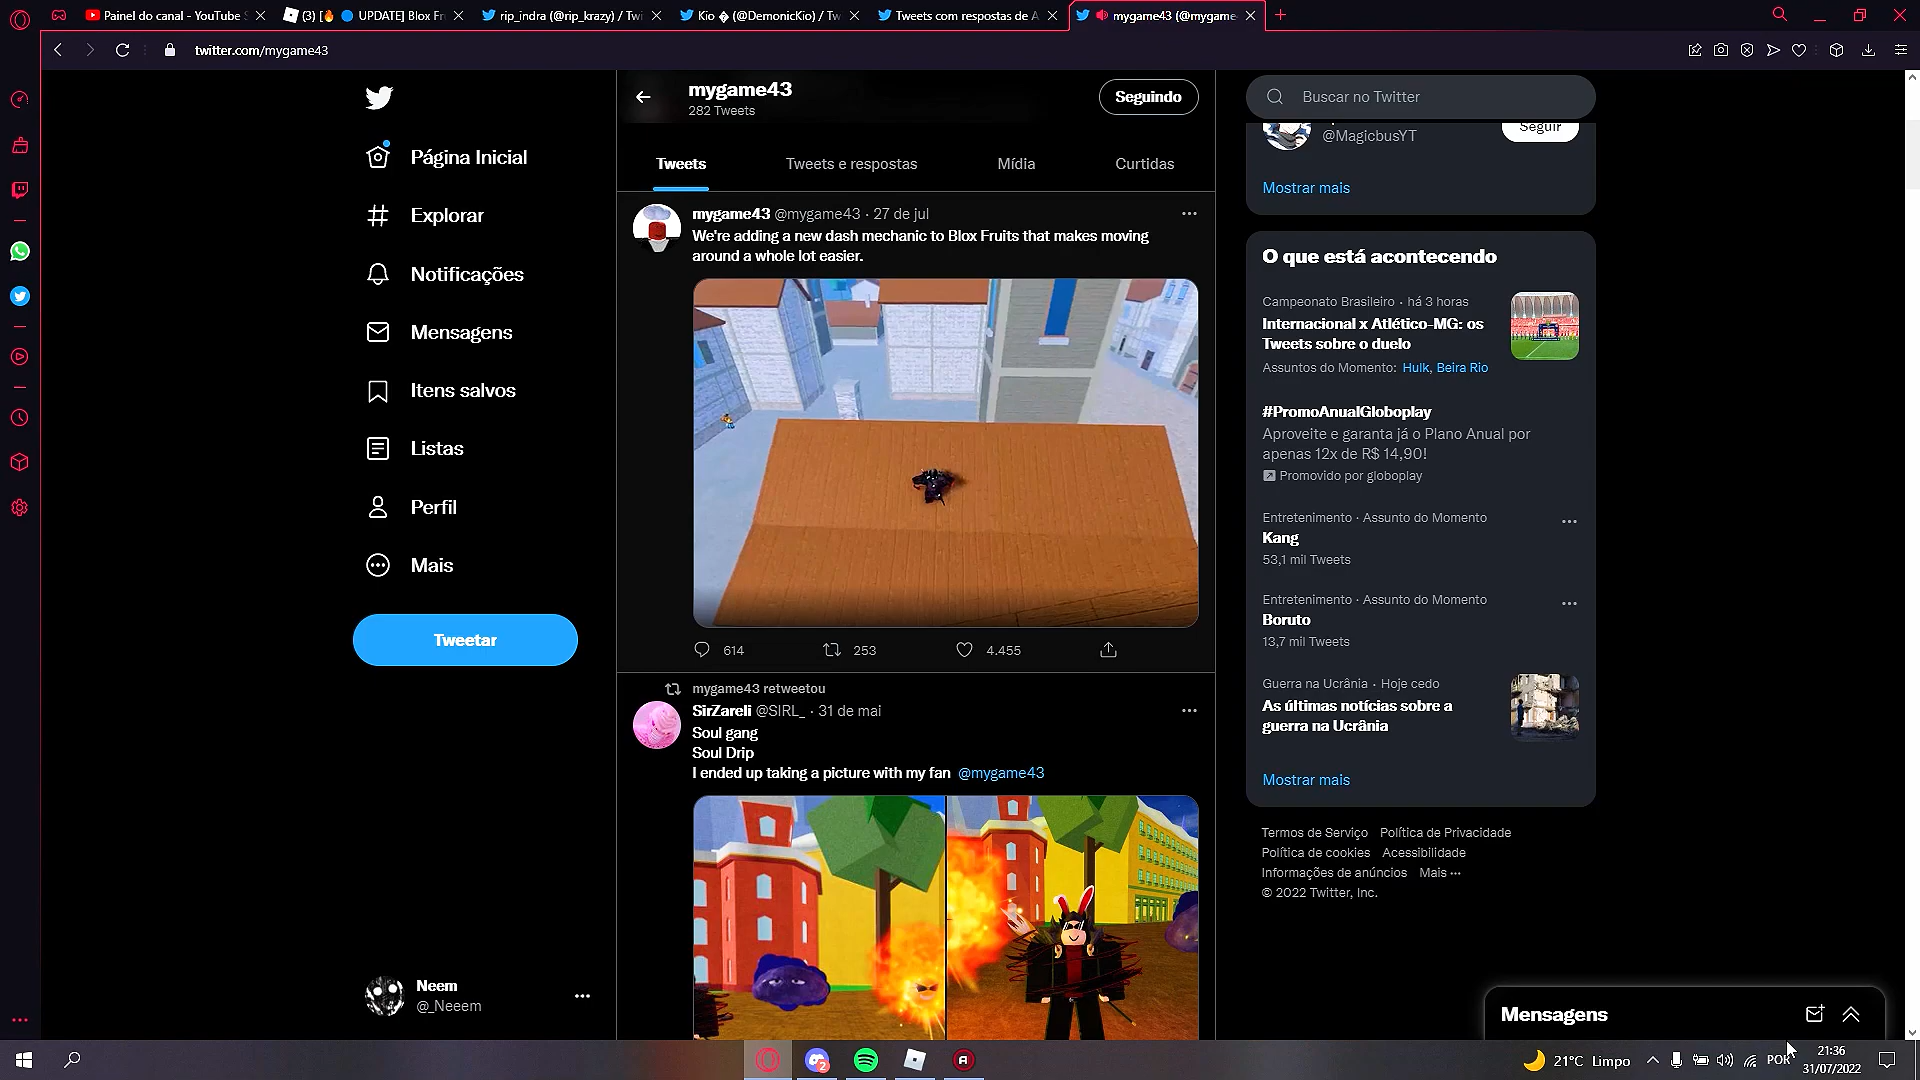 Painel do canal - YouTube S
(3) [🔥 🔵 UPDATE] Blox Fr
rip_indra (@rip_krazy) / Twi
Kio � (@DemonicKio) / Tw
Tweets com respostas de A
mygame43 (@mygame
twitter.com/mygame43
Página Inicial
Explorar
Notificações
Mensagens
Itens salvos
Listas
Perfil
Mais
Tweetar
Neem
@_Neeem
mygame43
282 Tweets
Seguindo
Tweets
Tweets e respostas
Mídia
Curtidas
mygame43 @mygame43 · 27 de jul
We're adding a new dash mechanic to Blox Fruits that makes moving
around a whole lot easier.
614
253
4.455
mygame43 retweetou
SirZareli @SIRL_ · 31 de mai
Soul gang
Soul Drip
I ended up taking a picture with my fan @mygame43
Buscar no Twitter
@MagicbusYT
Seguir
Mostrar mais
O que está acontecendo
Campeonato Brasileiro · há 3 horas
Internacional x Atlético-MG: os
Tweets sobre o duelo
Assuntos do Momento: Hulk, Beira Rio
#PromoAnualGloboplay
Aproveite e garanta já o Plano Anual por
apenas 12x de R$ 14,90!
Promovido por globoplay
Entretenimento · Assunto do Momento
Kang
53,1 mil Tweets
Entretenimento · Assunto do Momento
Boruto
13,7 mil Tweets
Guerra na Ucrânia · Hoje cedo
As últimas notícias sobre a
guerra na Ucrânia
Mostrar mais
Termos de Serviço Política de Privacidade
Política de cookies Acessibilidade
Informações de anúncios Mais ···
© 2022 Twitter, Inc.
Mensagens
2
21°C Limpo
POR
21:36
31/07/2022